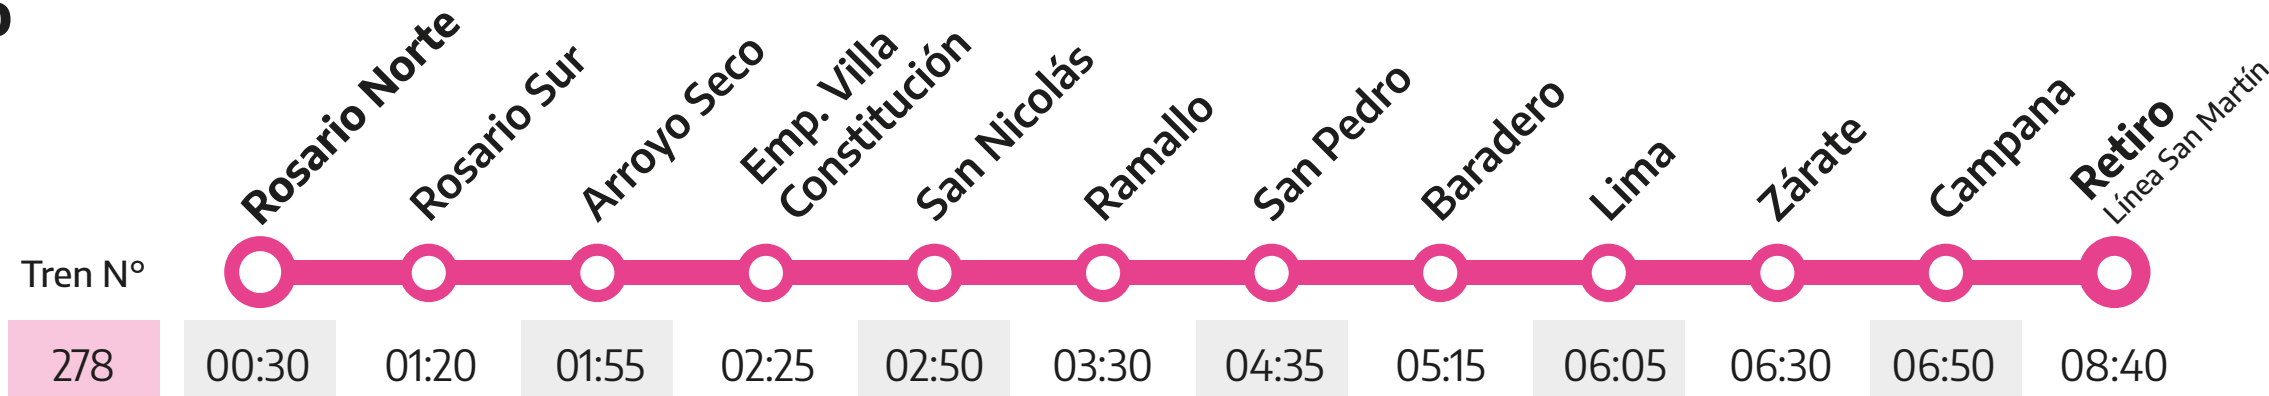 Rosario Norte
Rosario Sur
Arroyo Seco
Emp. Villa
Constitución
San Nicolás
Ramallo
San Pedro
Baradero
Lima
Zárate
Campana
Retiro
Línea San Martín
Tren N°
278 00:30 01:20 01:55 02:25 02:50 03:30 04:35 05:15 06:05 06:30 06:50 08:40